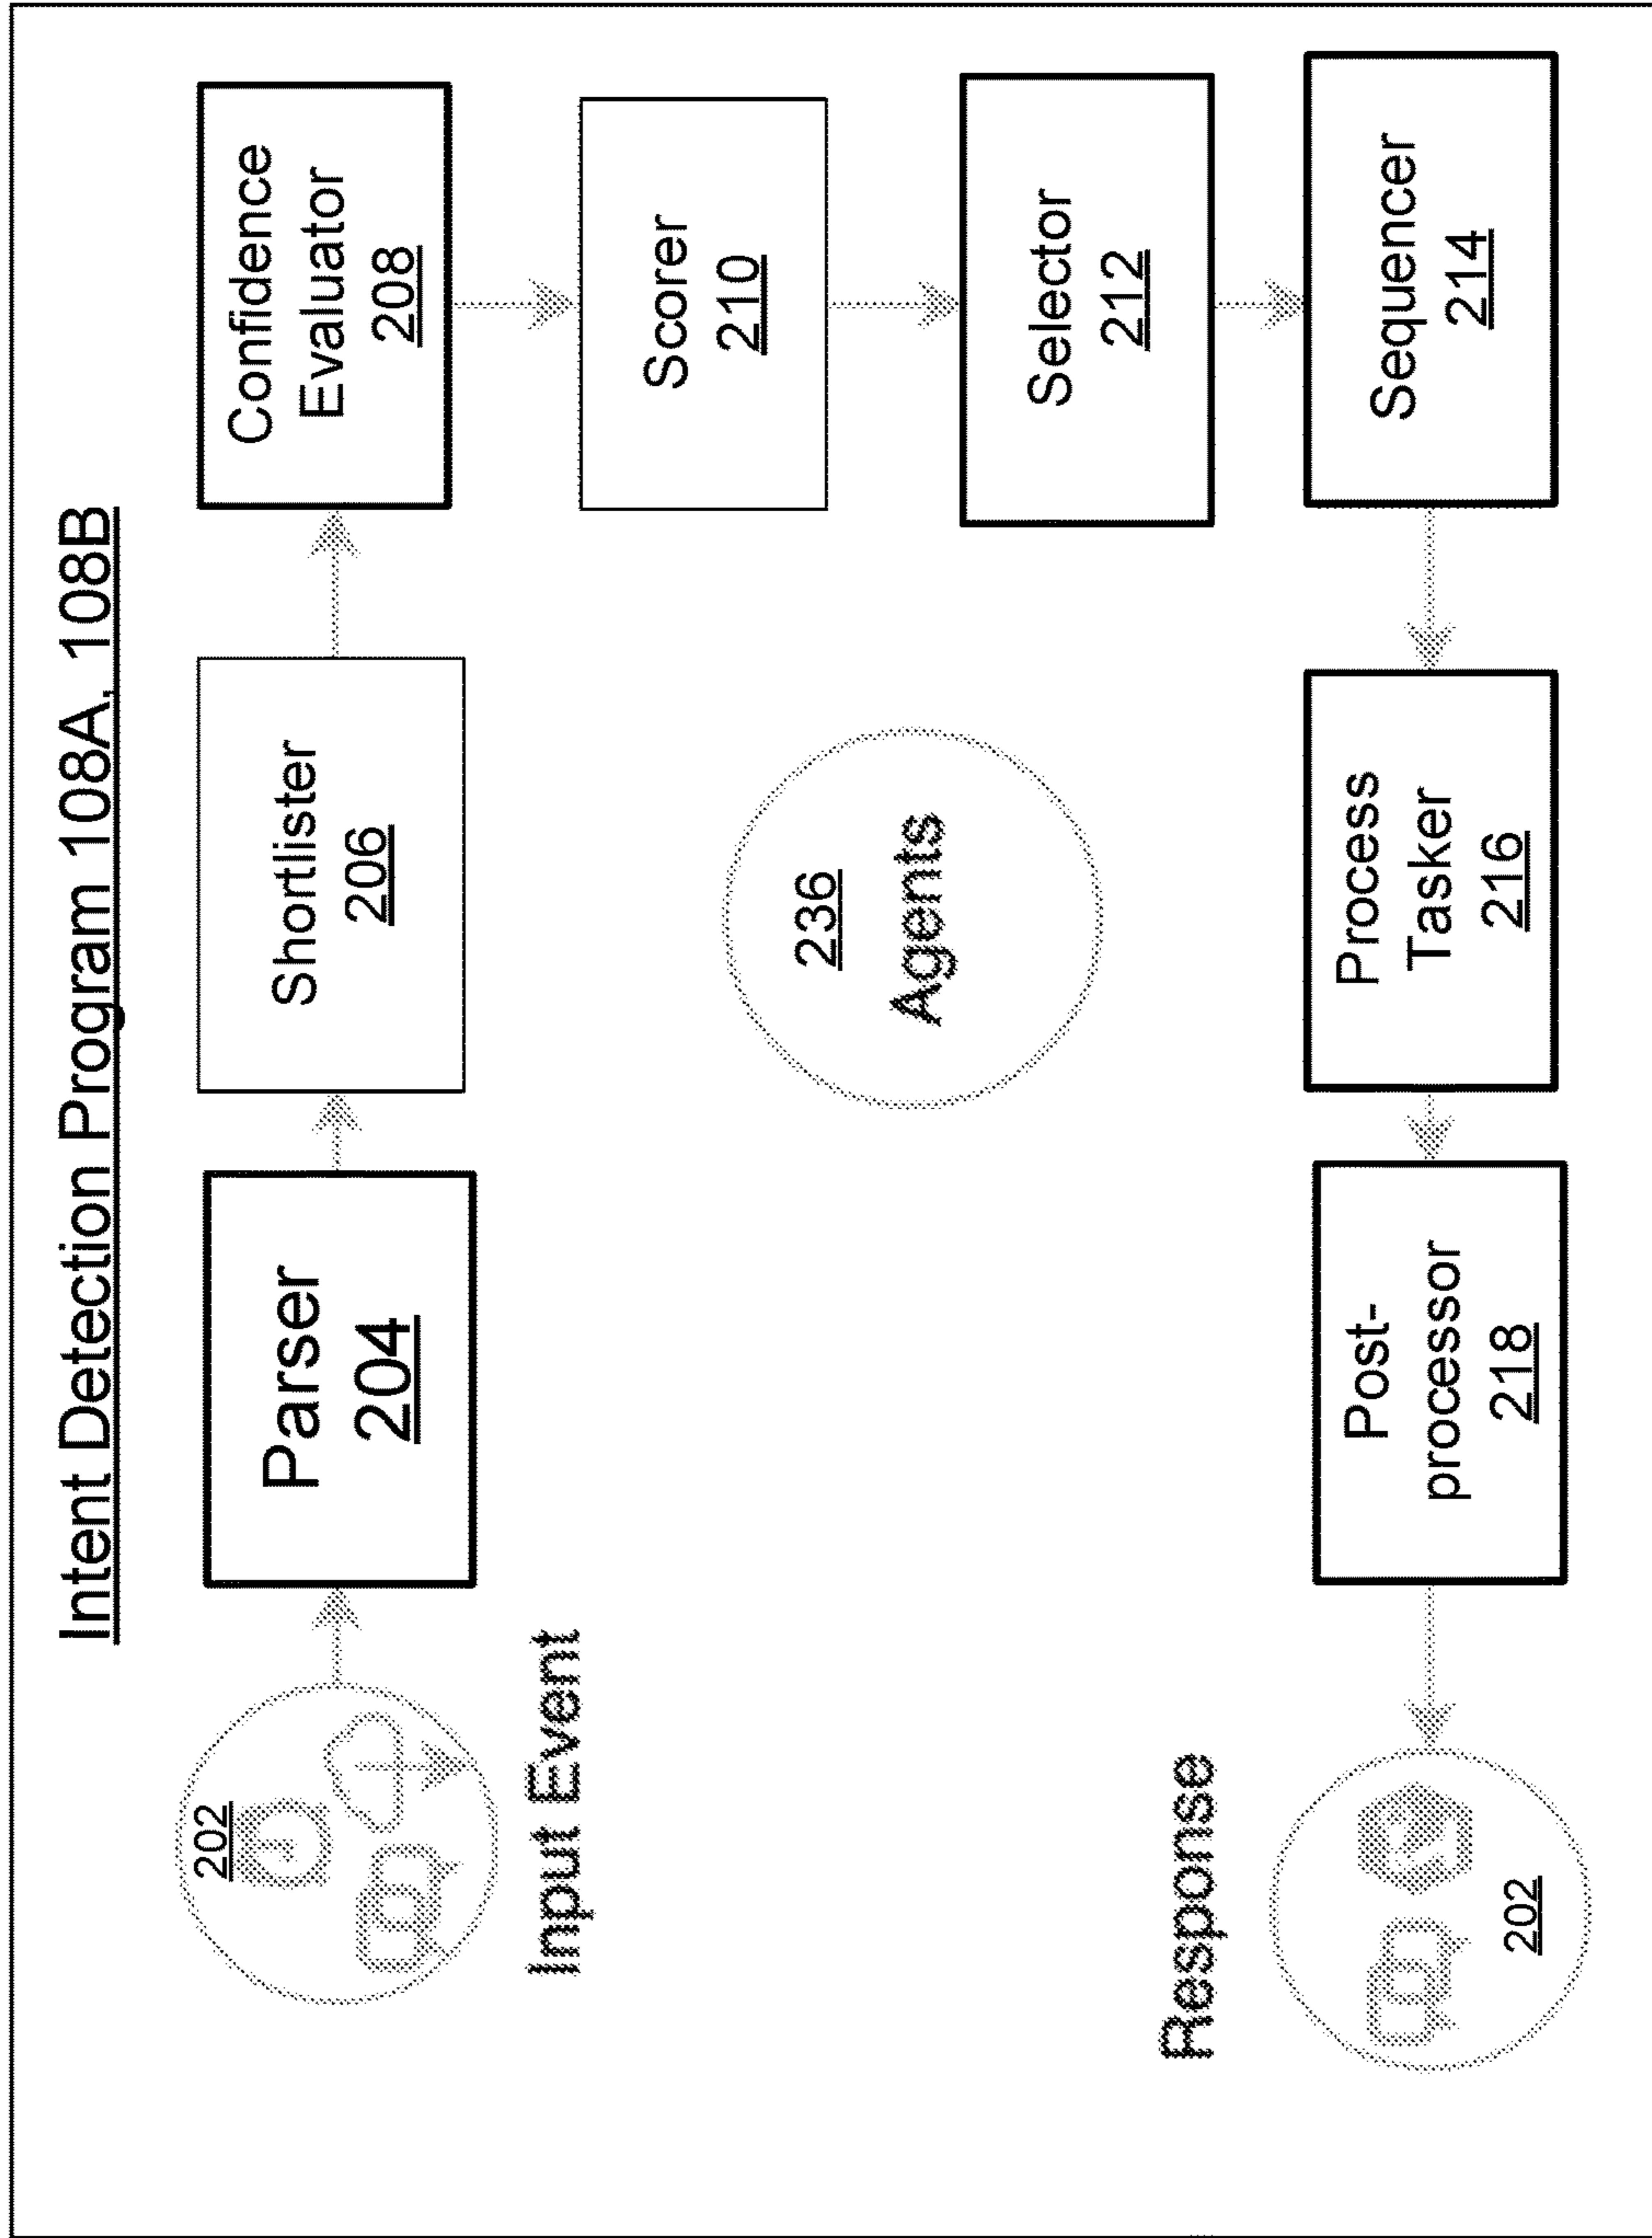 Intent Detection Program 108A, 108B
202
Input Event
Parser
204
Shortlister
206
Confidence
Evaluator
208
Scorer
210
Selector
212
Sequencer
214
Process
Tasker
216
Post-
processor
218
Response
202
236
Agents